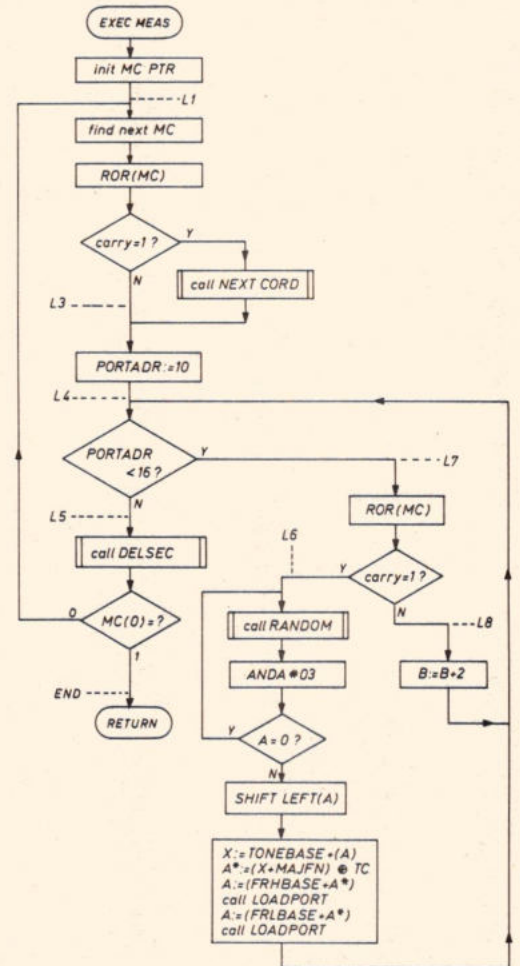 EXEC MEAS
init MC PTR
L1
find next MC
ROR(MC)
carry=1 ?
Y
N
call NEXT CORD
L3
PORTADR:=10
L4
PORTADR
<16 ?
Y
L7
N
L5
ROR(MC)
L6
call DELSEC
Y
carry=1 ?
N
L8
call RANDOM
0
MC(0)=?
1
B:=B+2
ANDA #03
END
RETURN
Y
A=0 ?
N
SHIFT LEFT(A)
X:=TONEBASE+(A)
A*:=(X+MAJFN) ⊕ TC
A:=(FRHBASE+A*)
call LOADPORT
A:=(FRLBASE+A*)
call LOADPORT